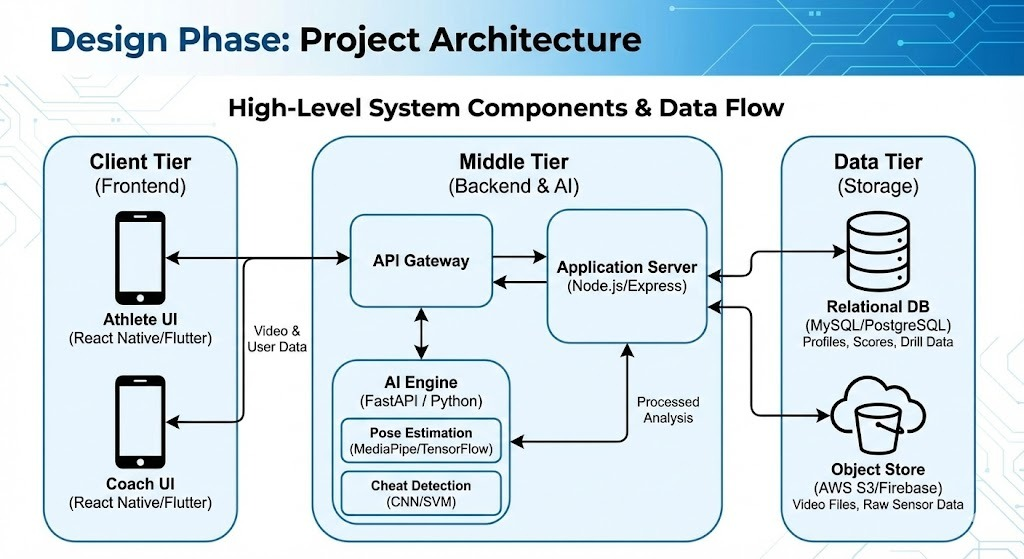 Design Phase: Project Architecture
High-Level System Components & Data Flow
Client Tier
(Frontend)
Athlete UI
(React Native/Flutter)
Coach UI
(React Native/Flutter)
Video &
User Data
Middle Tier
(Backend & AI)
API Gateway
Application Server
(Node.js/Express)
AI Engine
(FastAPI / Python)
Pose Estimation
(MediaPipe/TensorFlow)
Cheat Detection
(CNN/SVM)
Processed
Analysis
Data Tier
(Storage)
Relational DB
(MySQL/PostgreSQL)
Profiles, Scores, Drill Data
Object Store
(AWS S3/Firebase)
Video Files, Raw Sensor Data